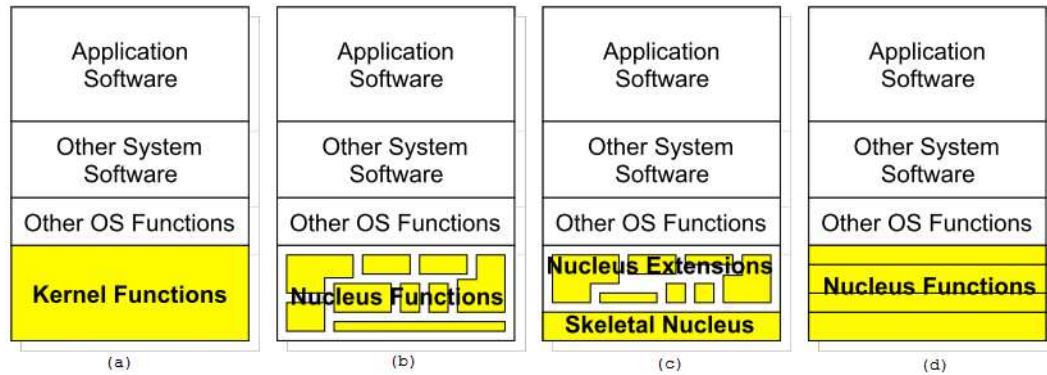 Application
Software
Other System
Software
Other OS Functions
Kernel Functions
(a)
Application
Software
Other System
Software
Other OS Functions
Nucleus Functions
(b)
Application
Software
Other System
Software
Other OS Functions
Nucleus Extensions
Skeletal Nucleus
(c)
Application
Software
Other System
Software
Other OS Functions
Nucleus Functions
(d)